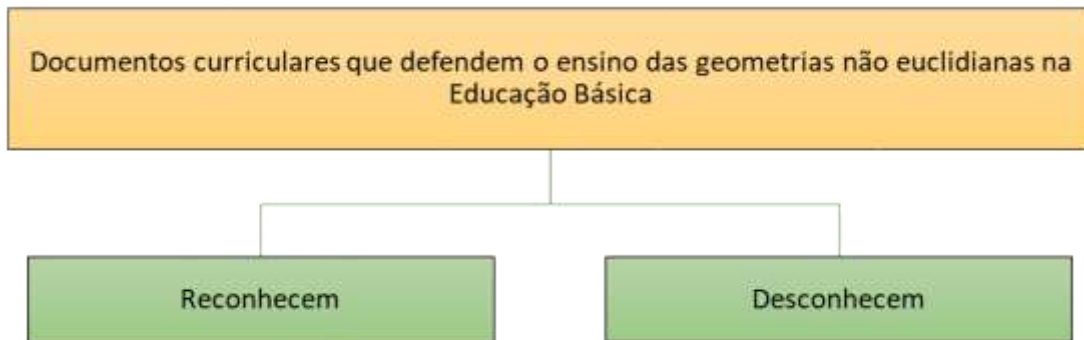 Documentos curriculares que defendem o ensino das geometrias não euclidianas na
Educação Básica
Reconhecem
Desconhecem